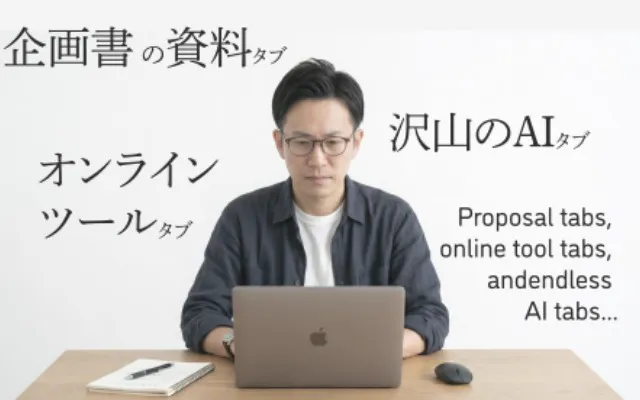 企画書の資料タブ
沢山のAIタブ
オンライン
ツールタブ
Proposal tabs,
online tool tabs,
andendless
AI tabs...